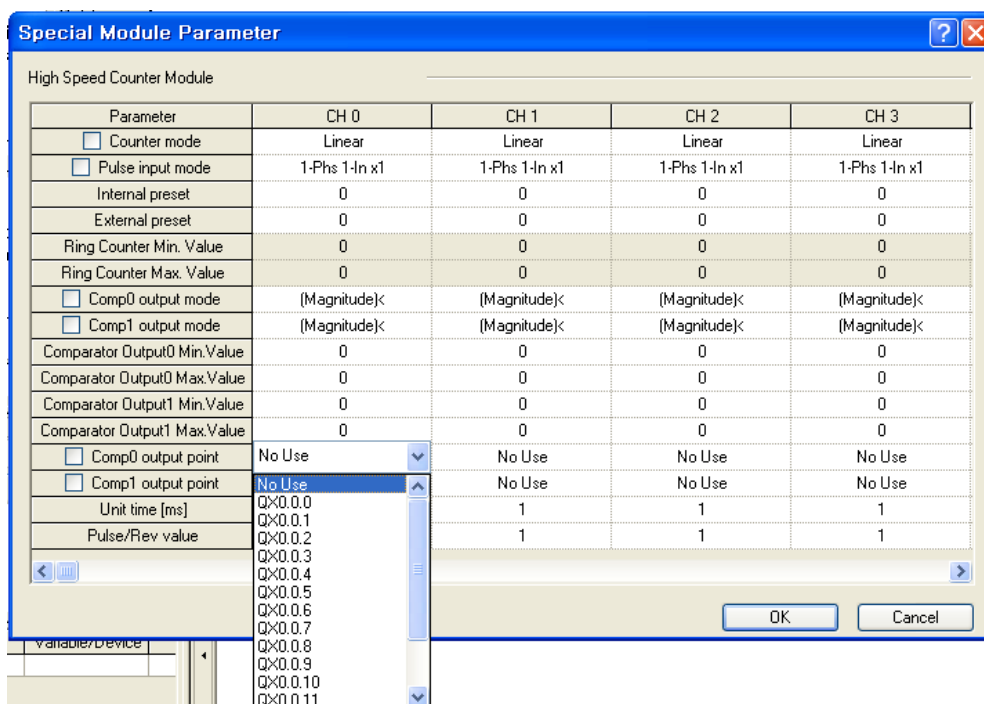 Special Module Parameter
High Speed Counter Module
Parameter CH 0 CH 1 CH 2 CH 3
Counter mode Linear Linear Linear Linear
Pulse input mode 1-Phs 1-In x1 1-Phs 1-In x1 1-Phs 1-In x1 1-Phs 1-In x1
Internal preset 0 0 0 0
External preset 0 0 0 0
Ring Counter Min. Value 0 0 0 0
Ring Counter Max. Value 0 0 0 0
Comp0 output mode (Magnitude)< (Magnitude)< (Magnitude)< (Magnitude)<
Comp1 output mode (Magnitude)< (Magnitude)< (Magnitude)< (Magnitude)<
Comparator Output0 Min.Value 0 0 0 0
Comparator Output0 Max.Value 0 0 0 0
Comparator Output1 Min.Value 0 0 0 0
Comparator Output1 Max.Value 0 0 0 0
Comp0 output point No Use No Use No Use No Use
Comp1 output point No Use No Use No Use
Unit time [ms] 1 1 1
Pulse/Rev value 1 1 1
No Use
QX0.0.0
QX0.0.1
QX0.0.2
QX0.0.3
QX0.0.4
QX0.0.5
QX0.0.6
QX0.0.7
QX0.0.8
QX0.0.9
QX0.0.10
QX0.0.11
OK Cancel
Variable/Device